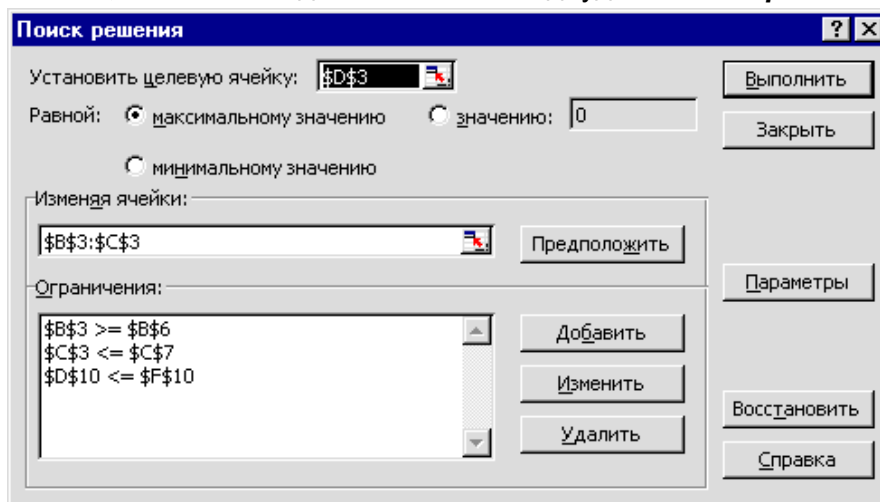 Поиск решения
Установить целевую ячейку: $D$3
Выполнить
Равной: максимальному значению значению: 0
Закрыть
минимальному значению
Изменяя ячейки:
$B$3:$C$3
Предположить
Параметры
Ограничения:
$B$3 >= $B$6
$C$3 <= $C$7
$D$10 <= $F$10
Добавить
Изменить
Удалить
Восстановить
Справка